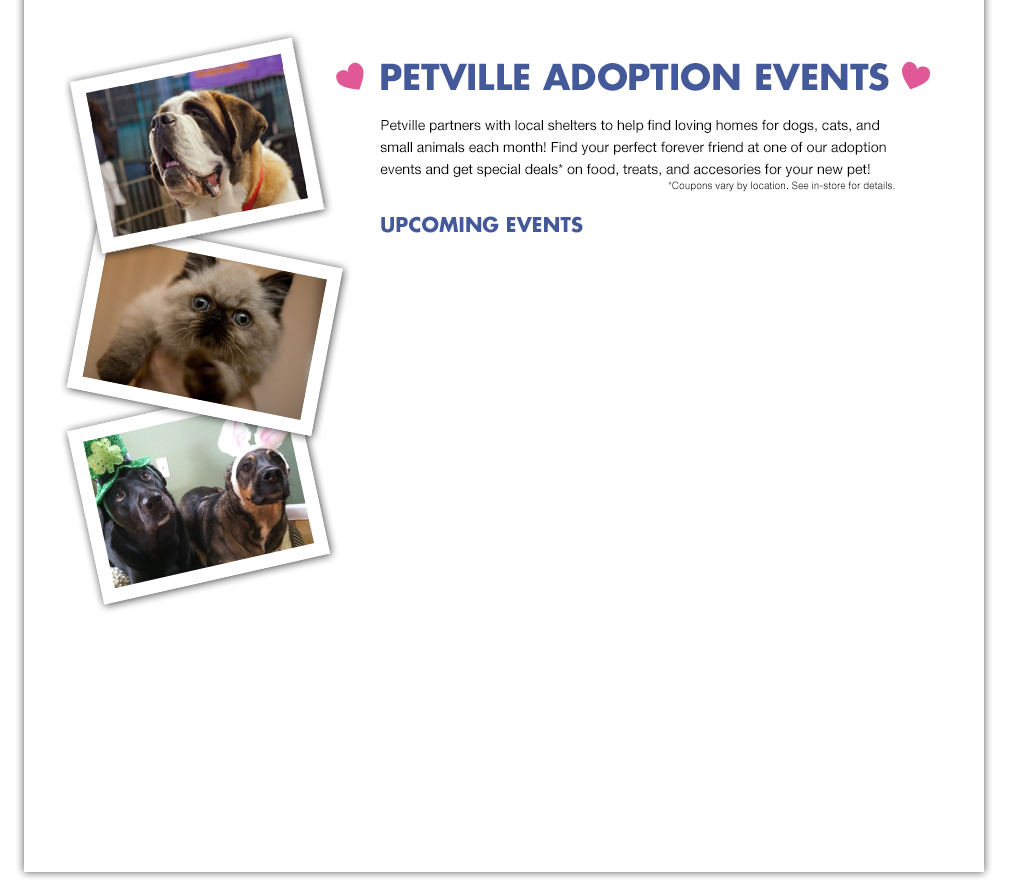 PETVILLE ADOPTION EVENTS
Petville partners with local shelters to help find loving homes for dogs, cats, and
small animals each month! Find your perfect forever friend at one of our adoption
events and get special deals* on food, treats, and accesories for your new pet!
*Coupons vary by location. See in-store for details.
UPCOMING EVENTS